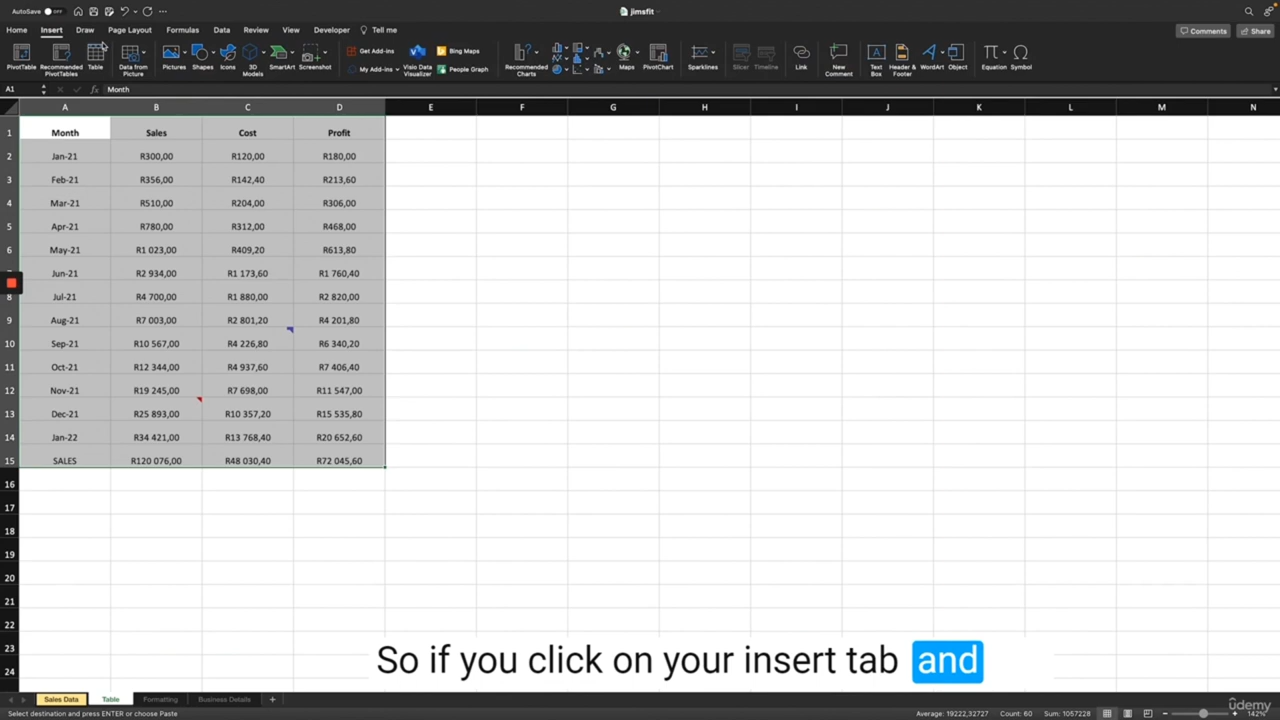 AutoSave
jimsfit
Home Insert Draw Page Layout Formulas Data Review View Developer Tell me
Comments Share
PivotTable Recommended PivotTables Table Data from Picture Pictures Shapes Icons 3D Models SmartArt Screenshot Get Add-ins My Add-ins Visio Data Visualizer Bing Maps People Graph Recommended Charts Maps PivotChart Sparklines Slicer Timeline Link New Comment Text Box Header & Footer WordArt Object Equation Symbol
A1 fx Month
A B C D E F G H I J K L M N
1 Month Sales Cost Profit
2 Jan-21 R300,00 R120,00 R180,00
3 Feb-21 R356,00 R142,40 R213,60
4 Mar-21 R510,00 R204,00 R306,00
5 Apr-21 R780,00 R312,00 R468,00
6 May-21 R1 023,00 R409,20 R613,80
Jun-21 R2 934,00 R1 173,60 R1 760,40
8 Jul-21 R4 700,00 R1 880,00 R2 820,00
9 Aug-21 R7 003,00 R2 801,20 R4 201,80
10 Sep-21 R10 567,00 R4 226,80 R6 340,20
11 Oct-21 R12 344,00 R4 937,60 R7 406,40
12 Nov-21 R19 245,00 R7 698,00 R11 547,00
13 Dec-21 R25 893,00 R10 357,20 R15 535,80
14 Jan-22 R34 421,00 R13 768,40 R20 652,60
15 SALES R120 076,00 R48 030,40 R72 045,60
16
17
18
19
20
21
22
23
24
So if you click on your insert tab and
Sales Data Table Formatting Business Details +
udemy
Select destination and press ENTER or choose Paste Average: 19222,32727 Count: 60 Sum: 1057228 142%